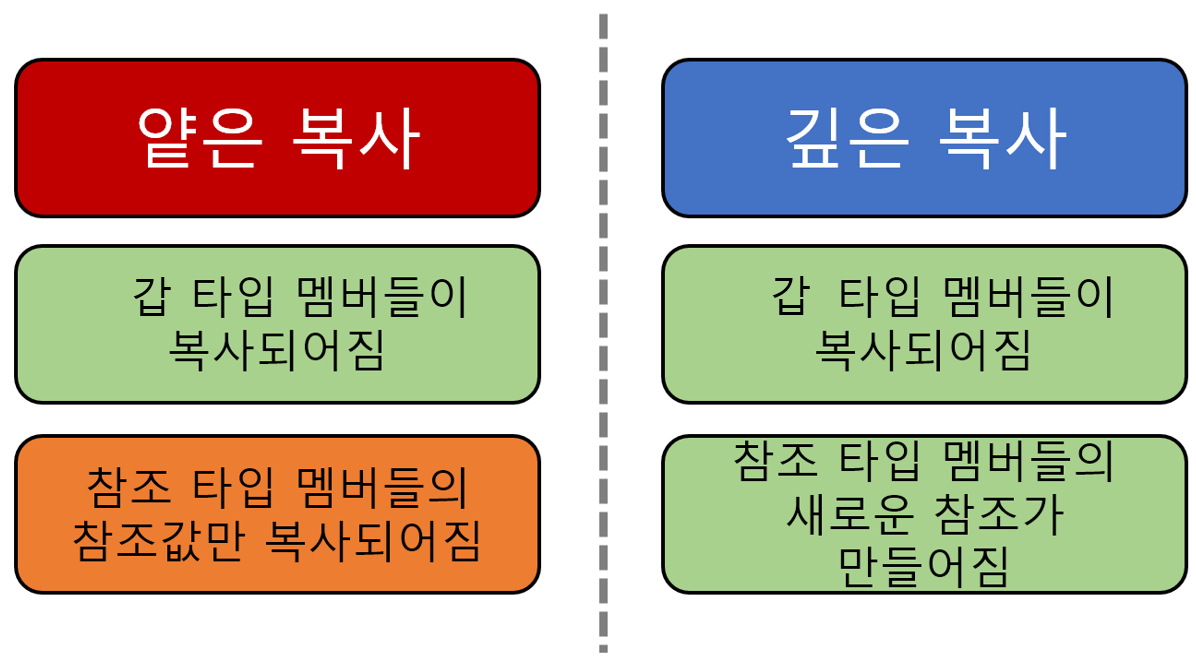 얕은 복사
갑 타입 멤버들이
복사되어짐
참조 타입 멤버들의
참조값만 복사되어짐
깊은 복사
갑 타입 멤버들이
복사되어짐
참조 타입 멤버들의
새로운 참조가
만들어짐